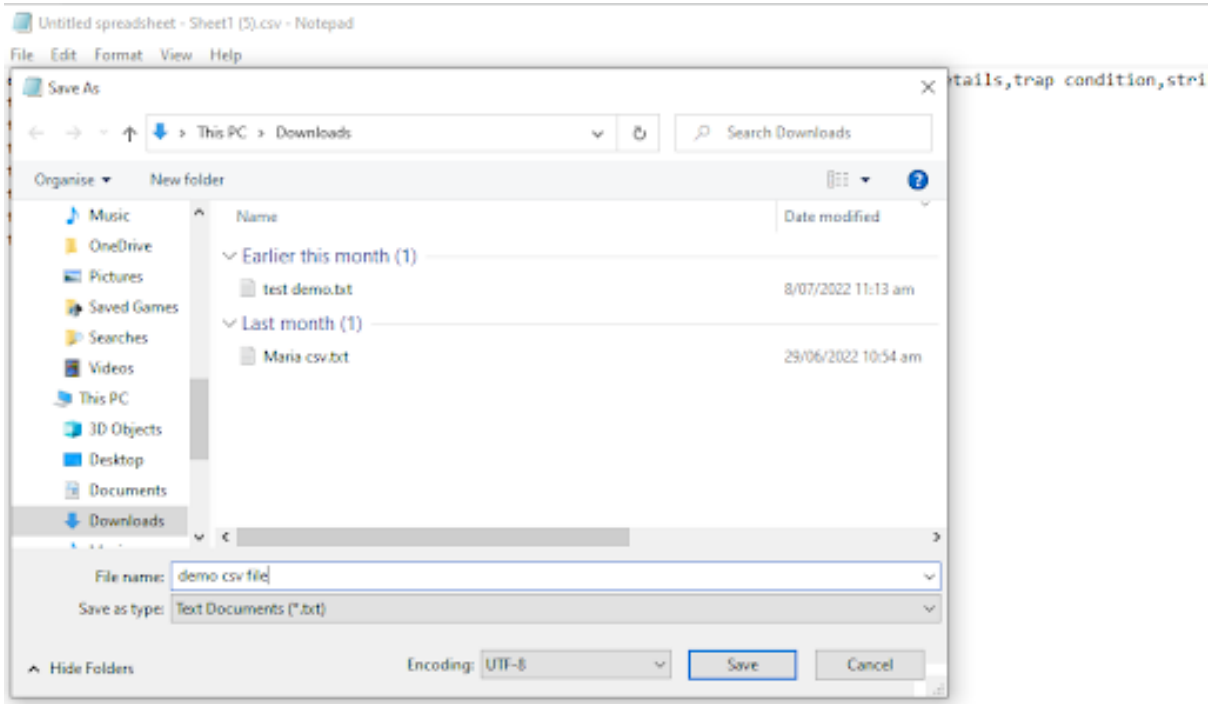 Untitled spreadsheet - Sheet1 (5).csv - Notepad
File Edit Format View Help
tails,trap condition,stri
Save As
This PC > Downloads
Search Downloads
Organise New folder
Name Date modified
Music
OneDrive
Pictures
Saved Games
Searches
Videos
This PC
3D Objects
Desktop
Documents
Downloads
Earlier this month (1)
test demo.txt 8/07/2022 11:13 am
Last month (1)
Maria csv.txt 29/06/2022 10:54 am
File name: demo csv file
Save as type: Text Documents (*.txt)
Hide Folders
Encoding: UTF-8
Save Cancel